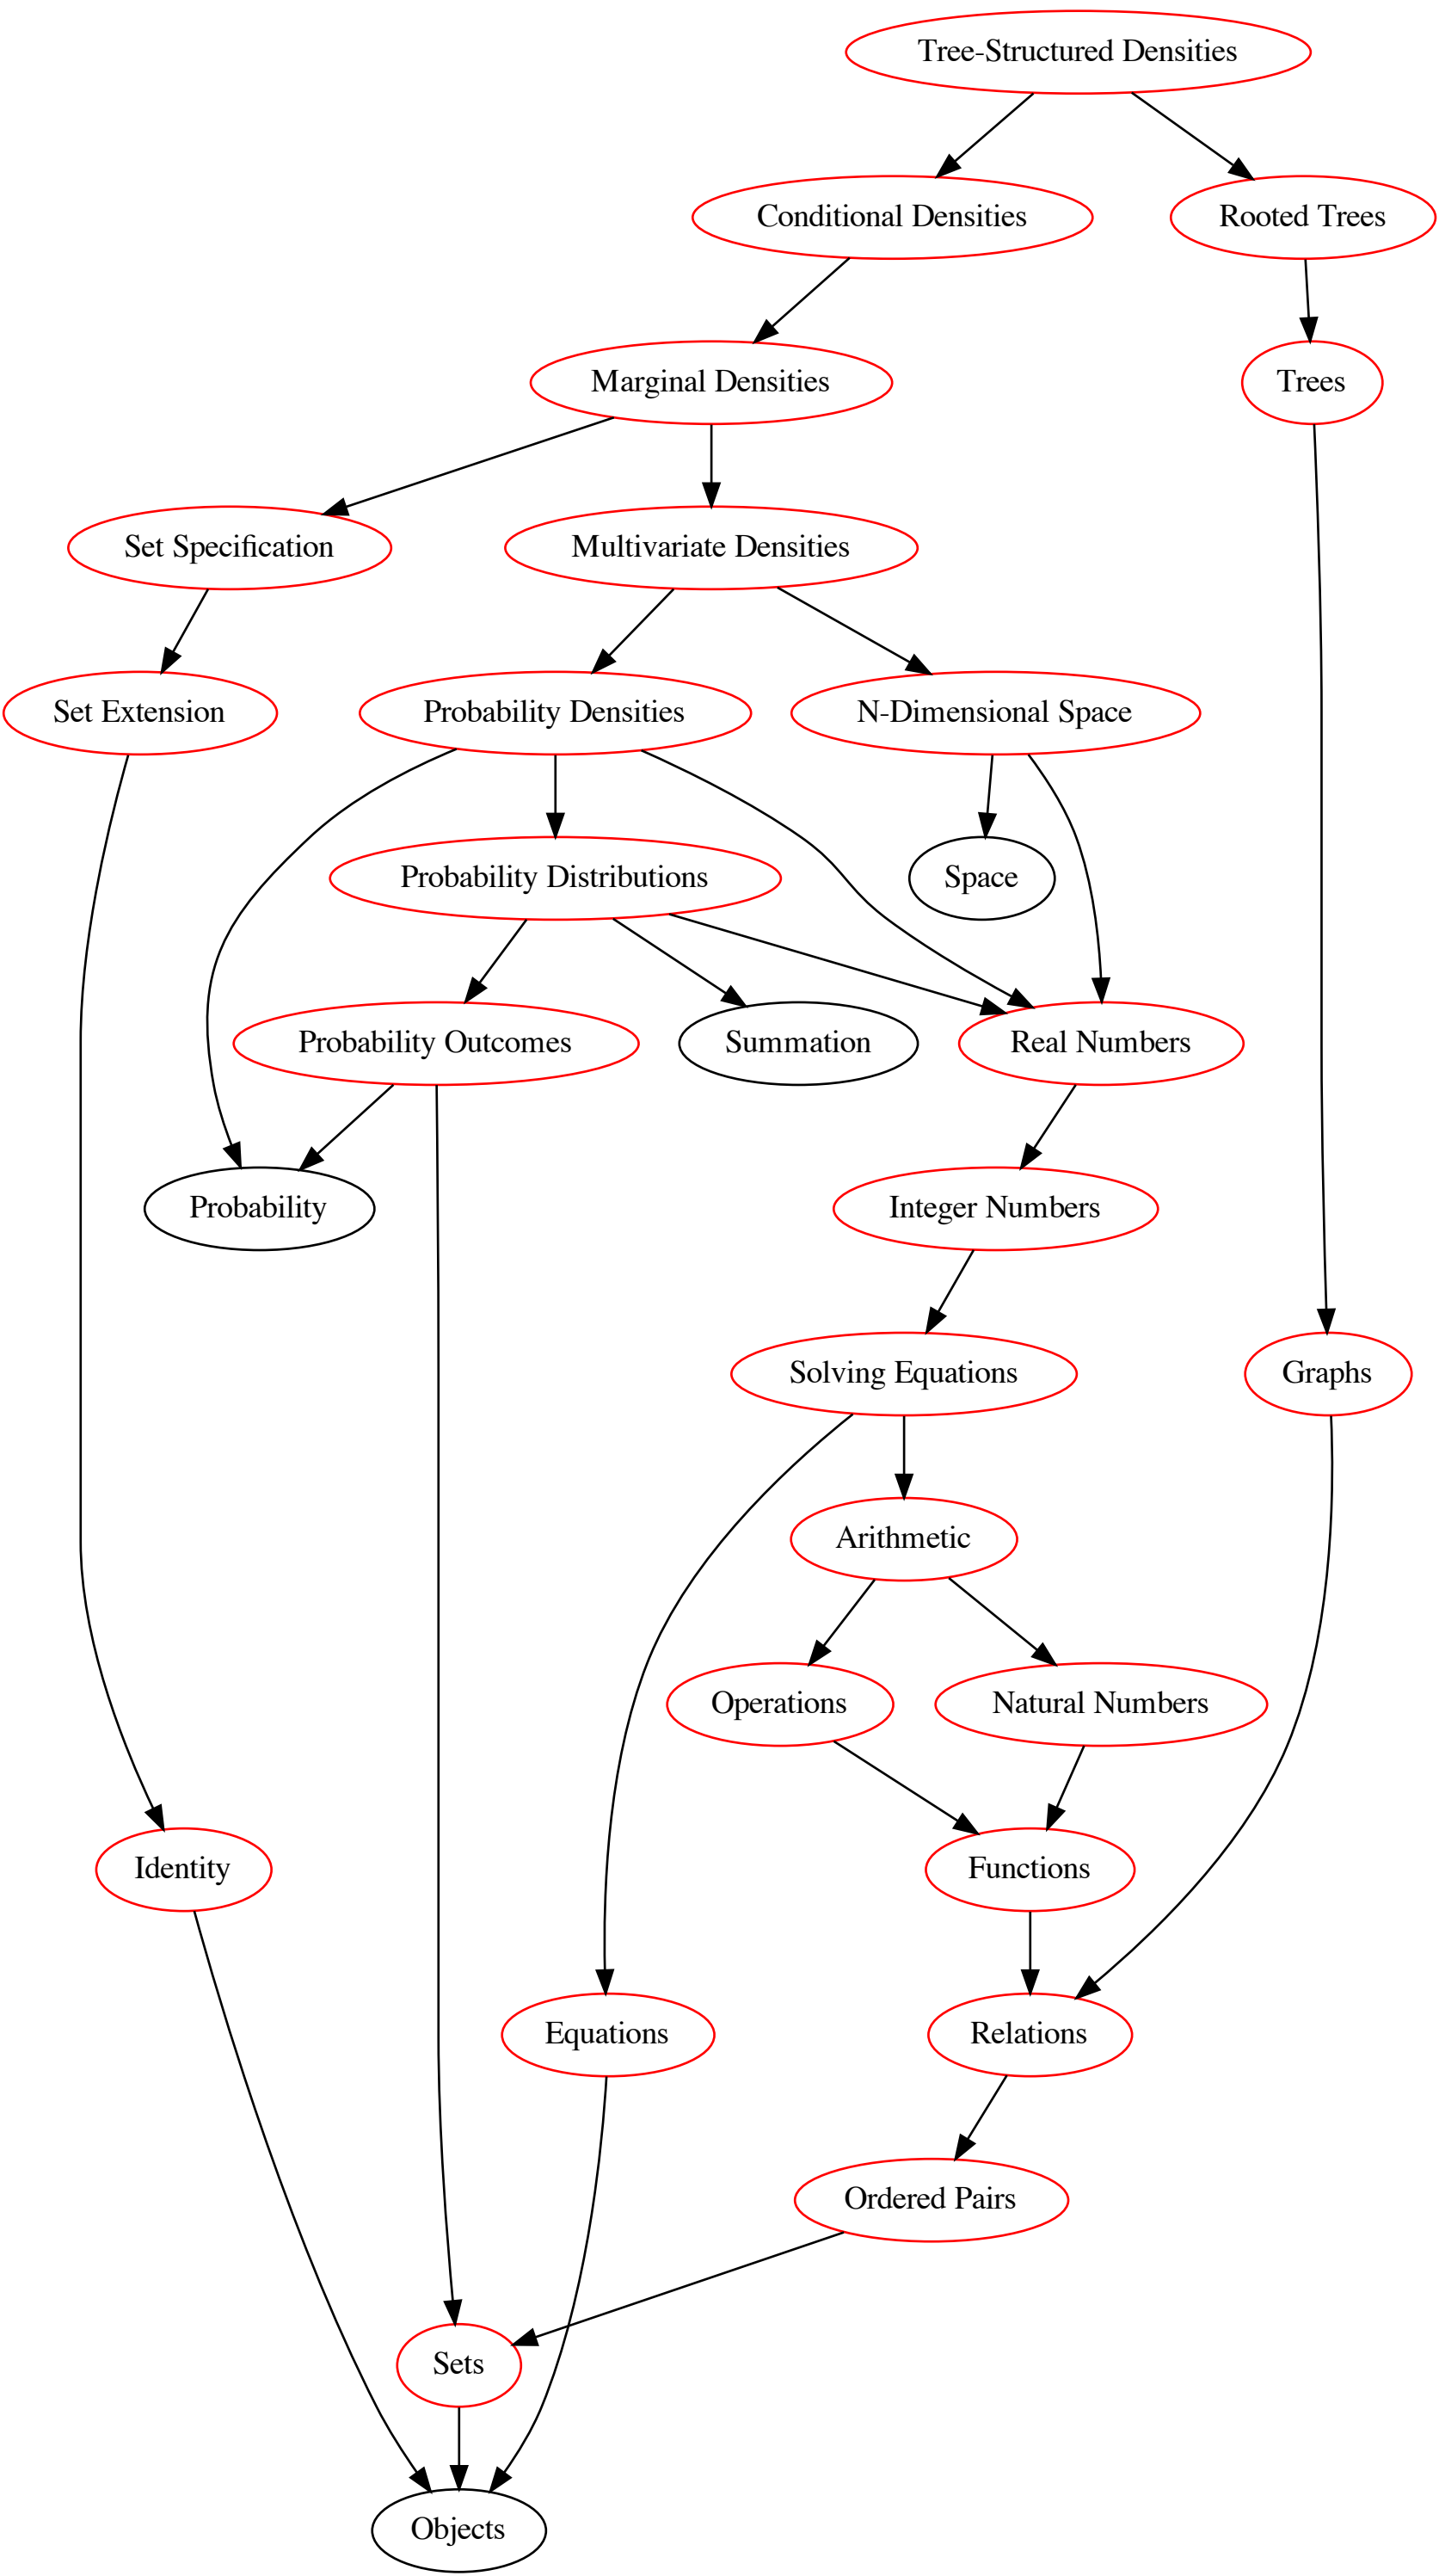 Tree-Structured Densities
Conditional Densities
Rooted Trees
Marginal Densities
Trees
Set Specification
Multivariate Densities
Set Extension
Probability Densities
N-Dimensional Space
Probability Distributions
Space
Probability Outcomes
Summation
Real Numbers
Probability
Integer Numbers
Solving Equations
Graphs
Arithmetic
Operations
Natural Numbers
Identity
Functions
Equations
Relations
Ordered Pairs
Sets
Objects